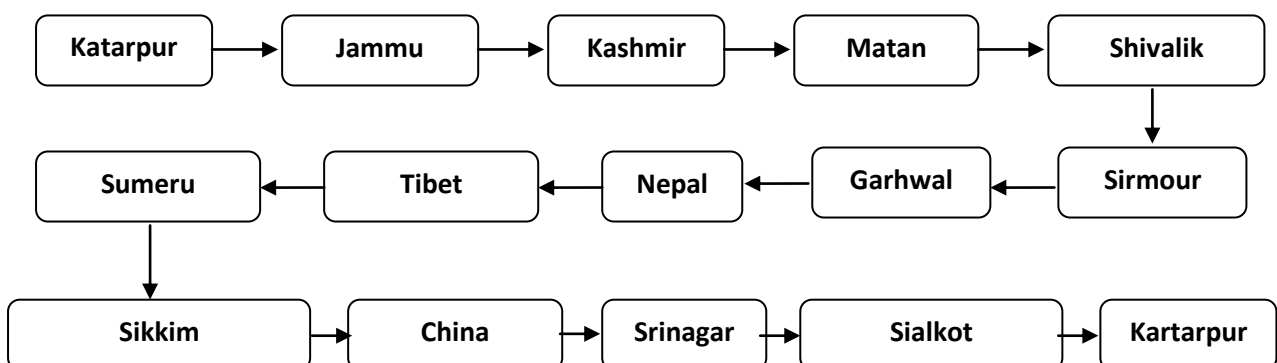 Katarpur
Jammu
Kashmir
Matan
Shivalik
Sirmour
Garhwal
Nepal
Tibet
Sumeru
Sikkim
China
Srinagar
Sialkot
Kartarpur